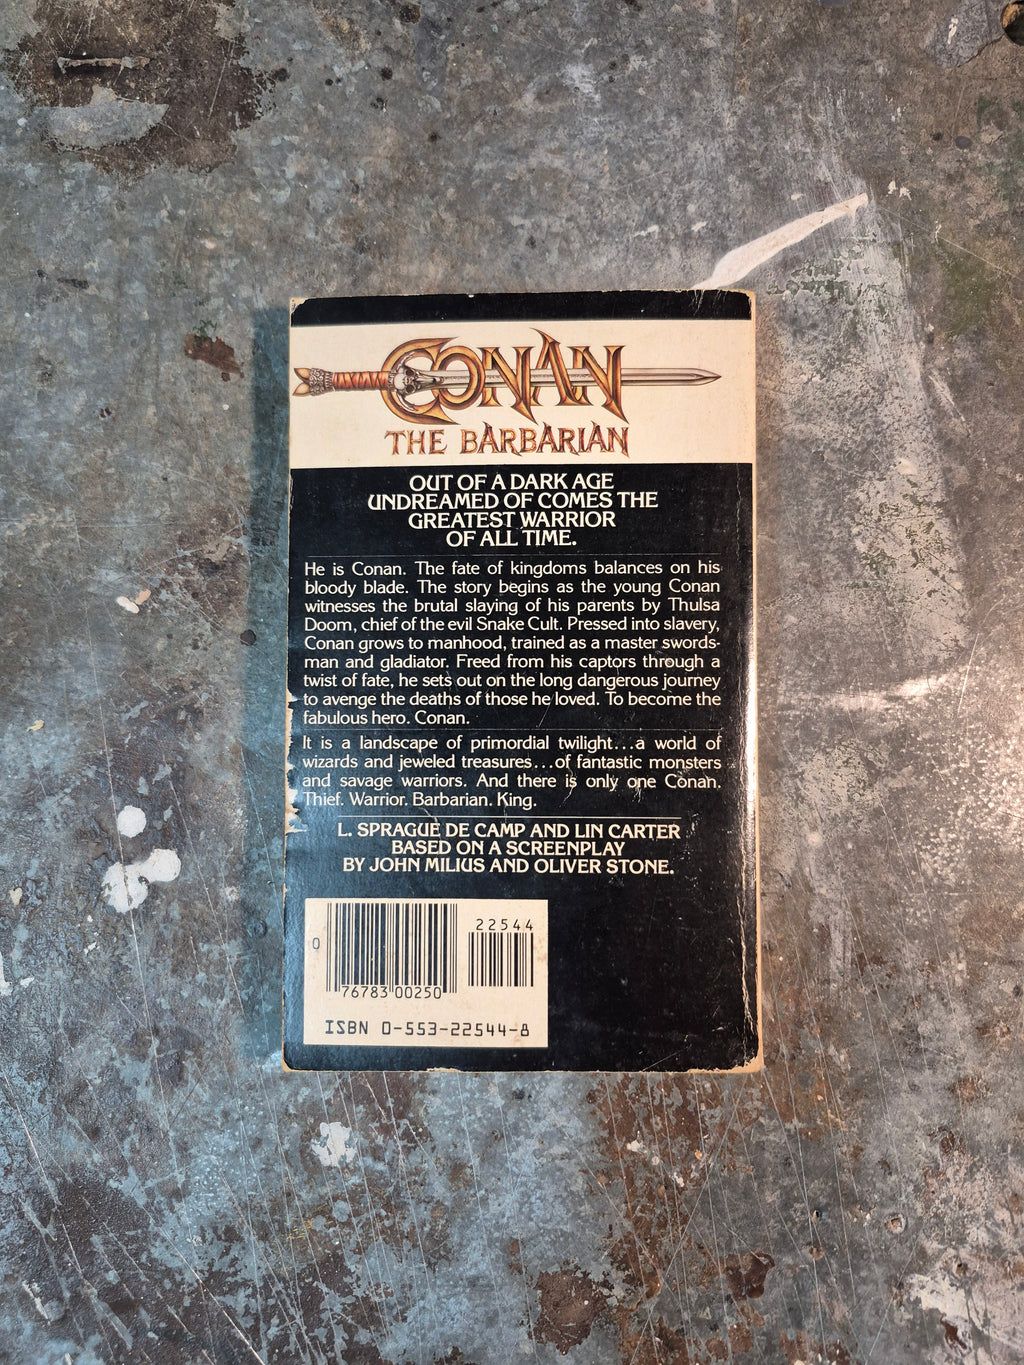 CONAN
THE BARBARIAN
OUT OF A DARK AGE
UNDREAMED OF COMES THE
GREATEST WARRIOR
OF ALL TIME.
He is Conan. The fate of kingdoms balances on his
bloody blade. The story begins as the young Conan
witnesses the brutal slaying of his parents by Thulsa
Doom, chief of the evil Snake Cult. Pressed into slavery,
Conan grows to manhood, trained as a master swords-
man and gladiator. Freed from his captors through a
twist of fate, he sets out on the long dangerous journey
to avenge the deaths of those he loved. To become the
fabulous hero. Conan.
It is a landscape of primordial twilight...a world of
wizards and jeweled treasures...of fantastic monsters
and savage warriors. And there is only one Conan.
Thief. Warrior. Barbarian. King.
L. SPRAGUE DE CAMP AND LIN CARTER
BASED ON A SCREENPLAY
BY JOHN MILIUS AND OLIVER STONE.
22544
0
76783 00250
ISBN 0-553-22544-8